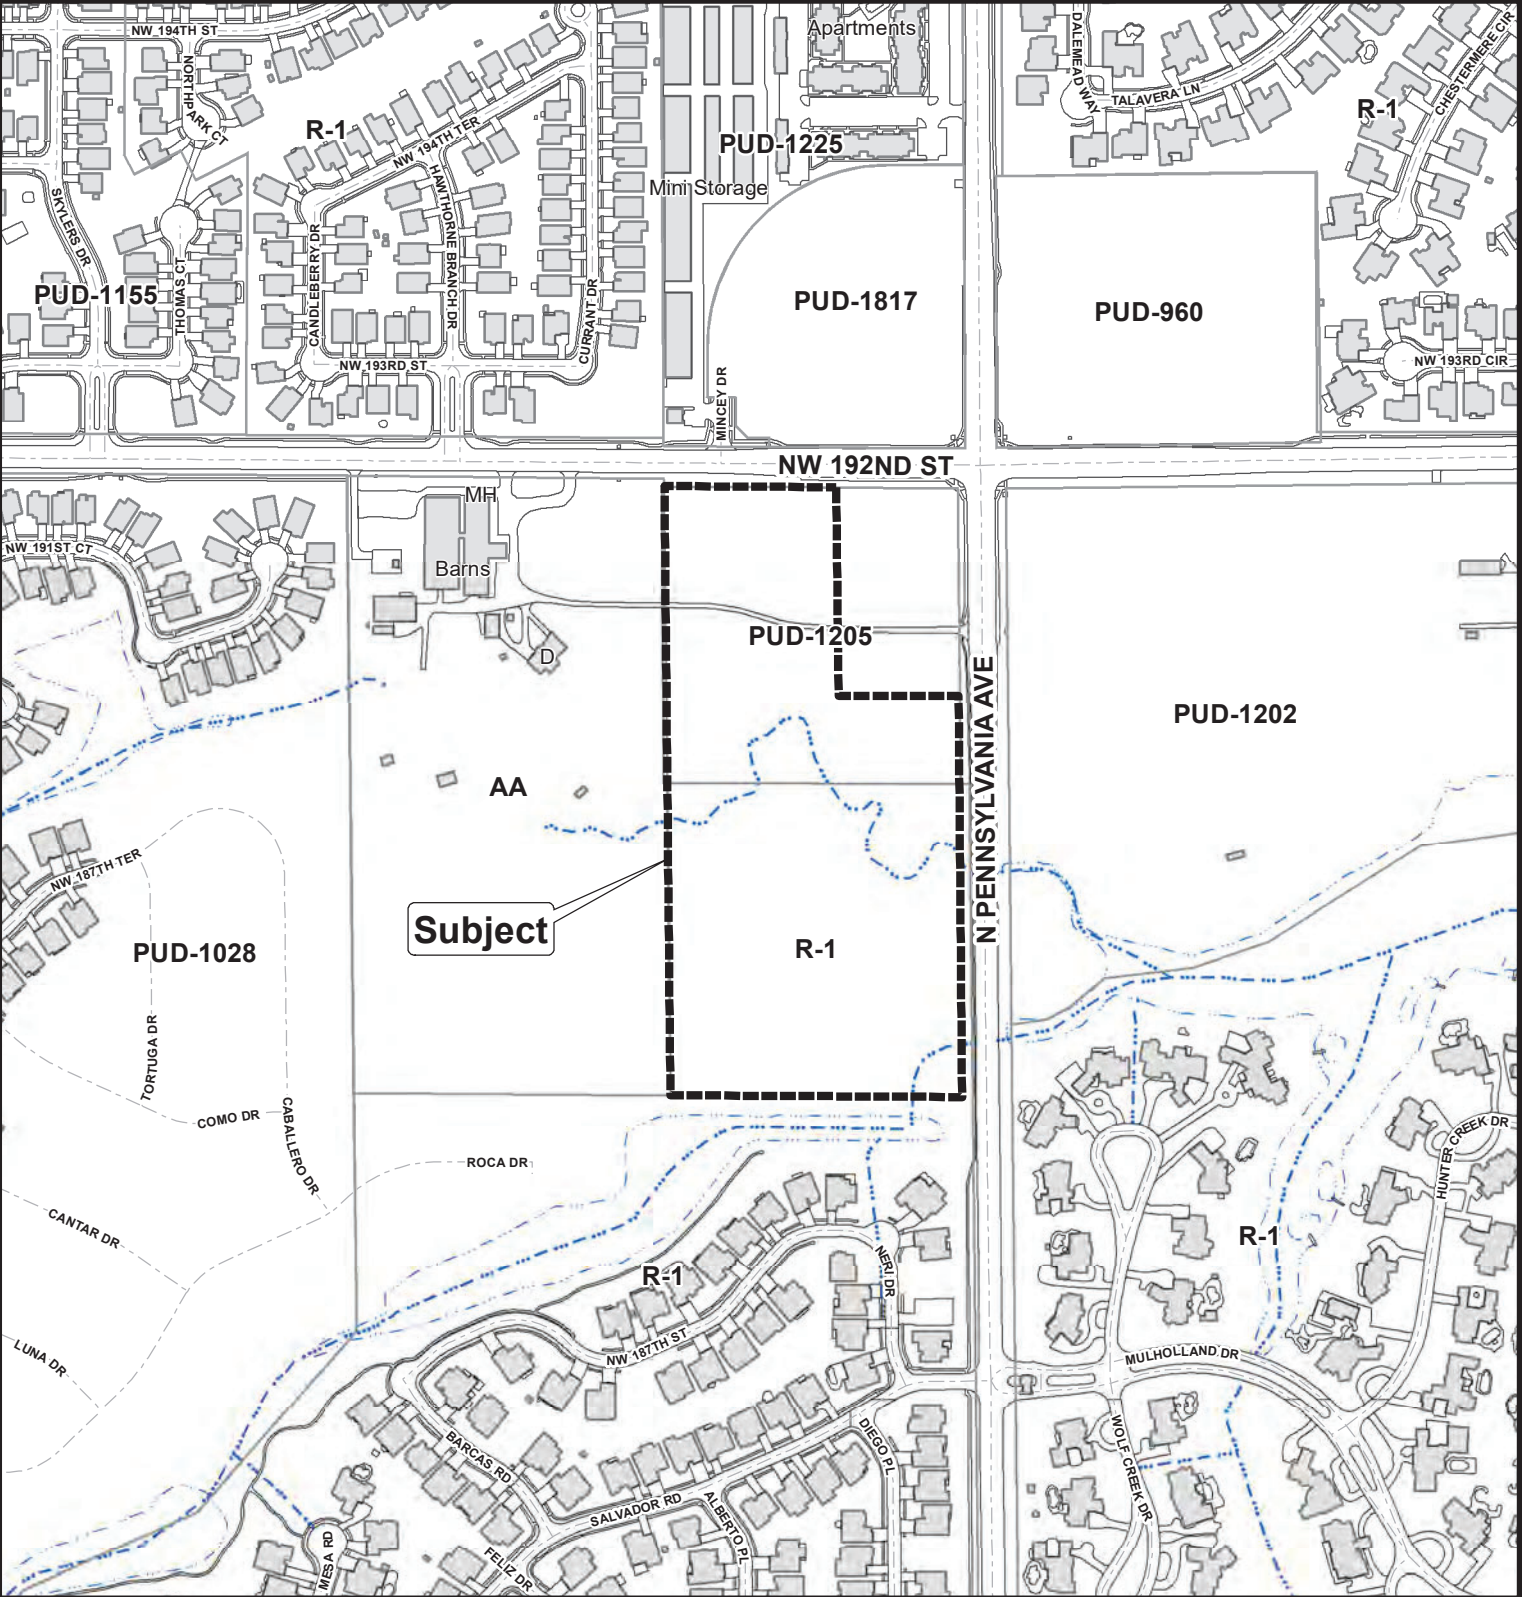 NW 194TH ST
Apartments
DALEMEAD WAY
TALAVERA LN
CHESTERMERE CIR
NORTHPARK CT
R-1
R-1
NW 194TH TER
PUD-1225
Mini Storage
SKYLERS DR
HAWTHORNE BRANCH DR
CANDLEBERRY DR
THOMAS CT
CURRANT DR
PUD-1155
PUD-1817
PUD-960
NW 193RD ST
NW 193RD CIR
MINCEY DR
NW 192ND ST
MH
NW 191ST CT
Barns
PUD-1205
D
N PENNSYLVANIA AVE
PUD-1202
AA
NW 187TH TER
Subject
PUD-1028
R-1
TORTUGA DR
COMO DR
CABALLERO DR
ROCA DR
HUNTER CREEK DR
CANTAR DR
R-1
R-1
NERI DR
NW 187TH ST
LUNA DR
MULHOLLAND DR
BARCAS RD
DIEGO PL
WOLF CREEK DR
SALVADOR RD
ALBERTO PL
MESA RD
FELIZ DR